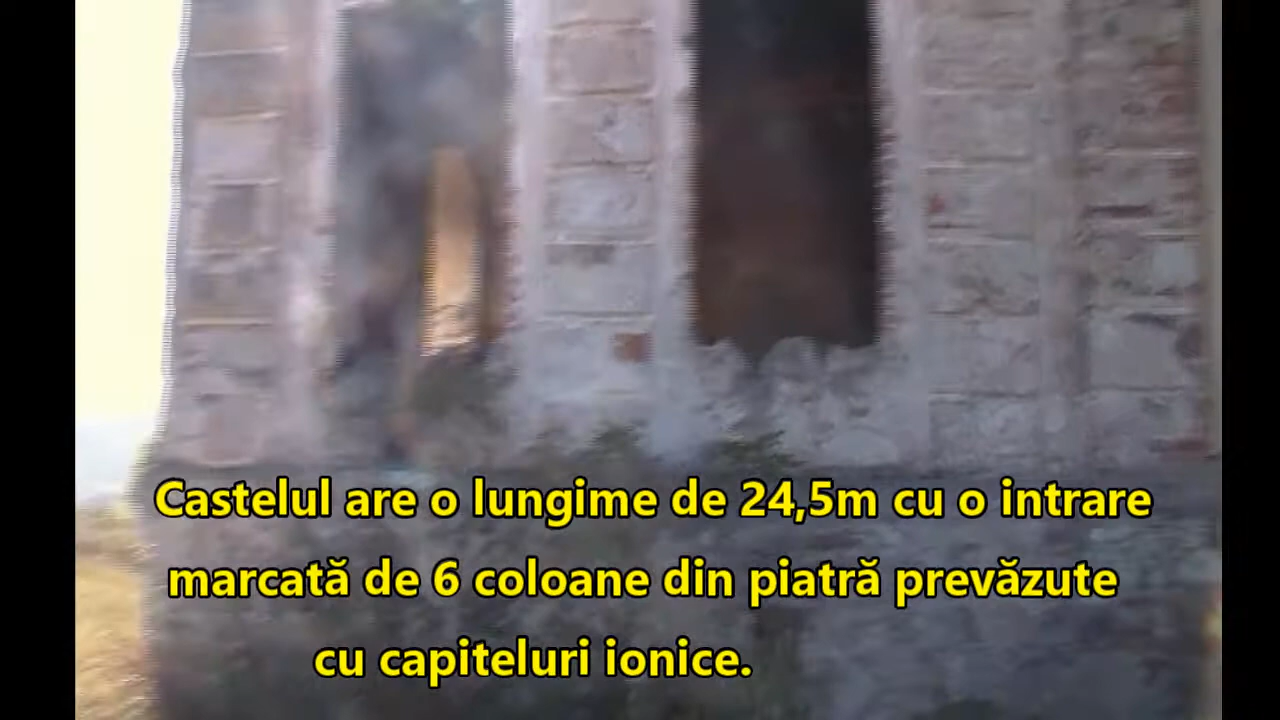 Castelul are o lungime de 24,5m cu o intrare
marcată de 6 coloane din piatră prevăzute
cu capiteluri ionice.